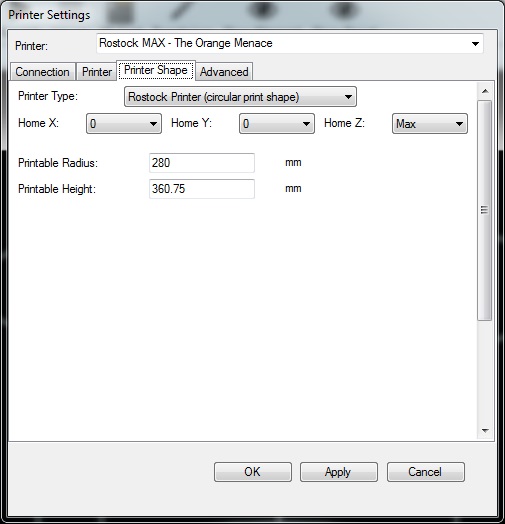 Printer Settings
Printer: Rostock MAX - The Orange Menace
Connection Printer Printer Shape Advanced
Printer Type: Rostock Printer (circular print shape)
Home X: 0 Home Y: 0 Home Z: Max
Printable Radius: 280 mm
Printable Height: 360.75 mm
OK Apply Cancel